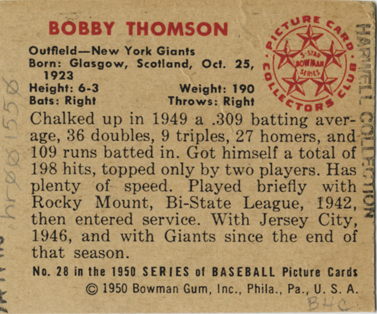 BOBBY THOMSON
Outfield—New York Giants
Born: Glasgow, Scotland, Oct. 25,
1923
Height: 6-3 Weight: 190
Bats: Right Throws: Right
PICTURE CARD
5-STAR
BOWMAN
SERIES
COLLECTORS CLUB
Chalked up in 1949 a .309 batting aver-
age, 36 doubles, 9 triples, 27 homers, and
109 runs batted in. Got himself a total of
198 hits, topped only by two players. Has
plenty of speed. Played briefly with
Rocky Mount, Bi-State League, 1942,
then entered service. With Jersey City,
1946, and with Giants since the end of
that season.
No. 28 in the 1950 SERIES of BASEBALL Picture Cards
© 1950 Bowman Gum, Inc., Phila., Pa., U. S. A.
HARWELL COLLECTION
BHC